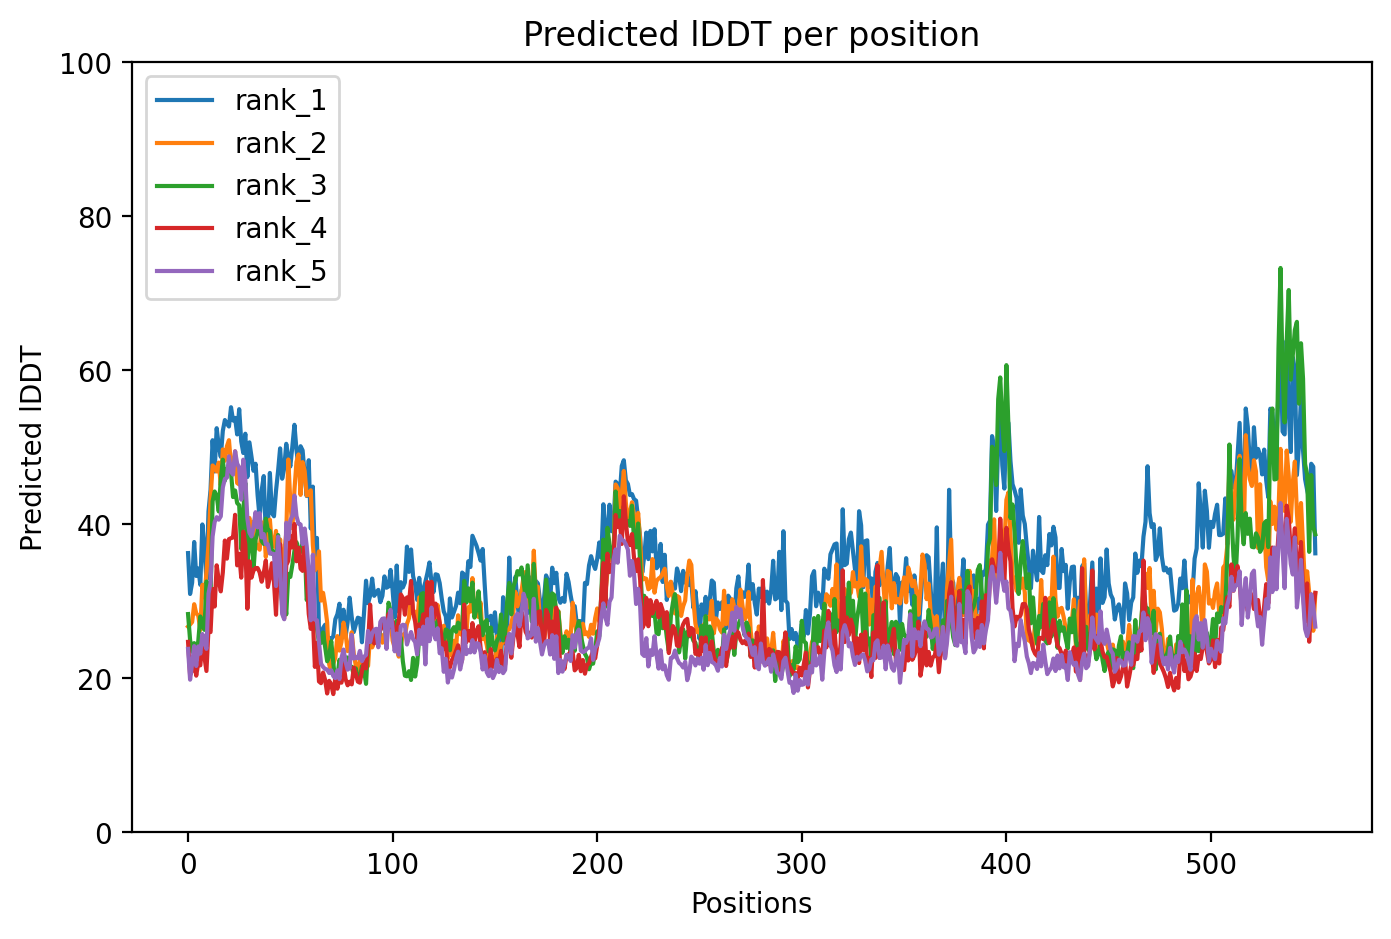 Predicted lDDT per position
100
80
60
40
20
0
Predicted lDDT
rank_1
rank_2
rank_3
rank_4
rank_5
0 100 200 300 400 500
Positions